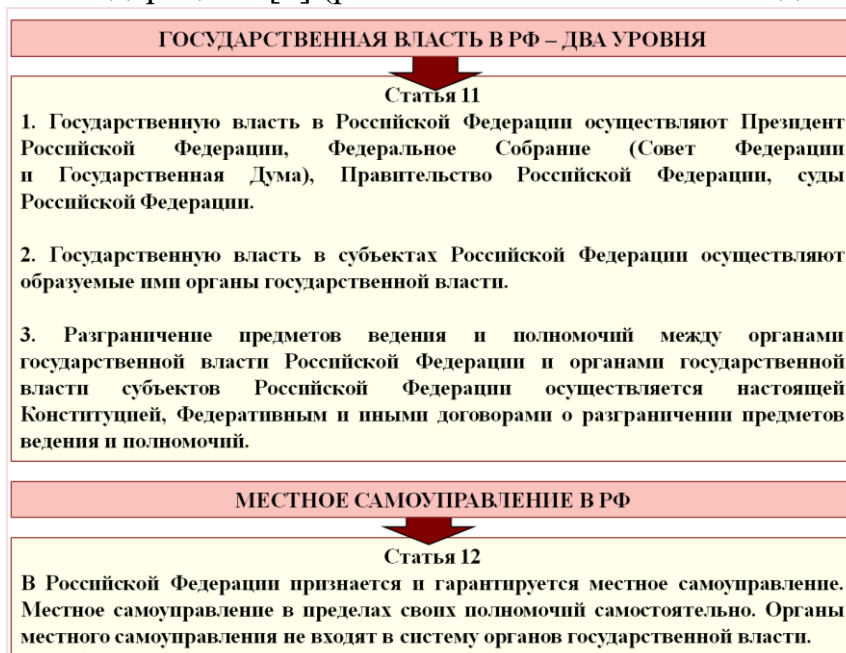 ГОСУДАРСТВЕННАЯ ВЛАСТЬ В РФ – ДВА УРОВНЯ
Статья 11
1. Государственную власть в Российской Федерации осуществляют Президент
Российской Федерации, Федеральное Собрание (Совет Федерации
и Государственная Дума), Правительство Российской Федерации, суды
Российской Федерации.
2. Государственную власть в субъектах Российской Федерации осуществляют
образуемые ими органы государственной власти.
3. Разграничение предметов ведения и полномочий между органами
государственной власти Российской Федерации и органами государственной
власти субъектов Российской Федерации осуществляется настоящей
Конституцией, Федеративным и иными договорами о разграничении предметов
ведения и полномочий.
МЕСТНОЕ САМОУПРАВЛЕНИЕ В РФ
Статья 12
В Российской Федерации признается и гарантируется местное самоуправление.
Местное самоуправление в пределах своих полномочий самостоятельно. Органы
местного самоуправления не входят в систему органов государственной власти.